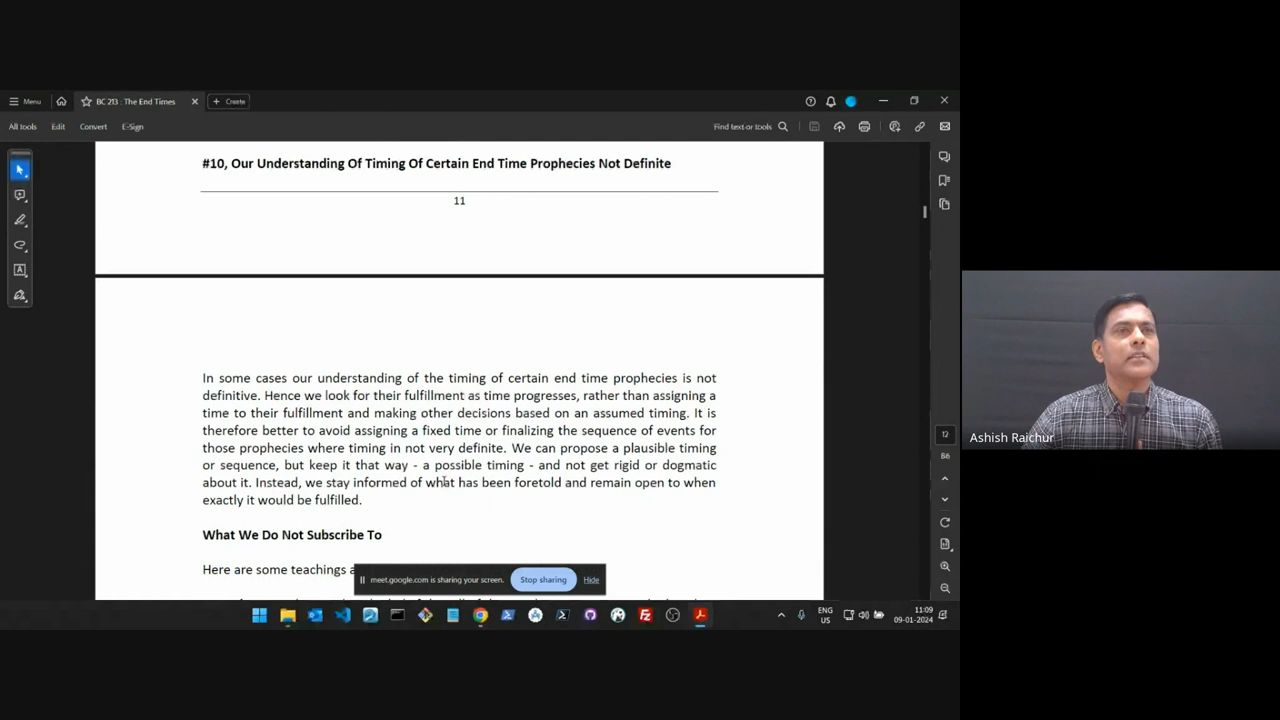 Menu
BC 213 : The End Times
Create
All tools
Edit
Convert
E-Sign
Find text or tools
#10, Our Understanding Of Timing Of Certain End Time Prophecies Not Definite
11
In some cases our understanding of the timing of certain end time prophecies is not
definitive. Hence we look for their fulfillment as time progresses, rather than assigning a
time to their fulfillment and making other decisions based on an assumed timing. It is
therefore better to avoid assigning a fixed time or finalizing the sequence of events for
those prophecies where timing in not very definite. We can propose a plausible timing
or sequence, but keep it that way - a possible timing - and not get rigid or dogmatic
about it. Instead, we stay informed of what has been foretold and remain open to when
exactly it would be fulfilled.
What We Do Not Subscribe To
Here are some teachings
12
86
meet.google.com is sharing your screen.
Stop sharing
Hide
ENG
US
11:09
09-01-2024
Ashish Raichur